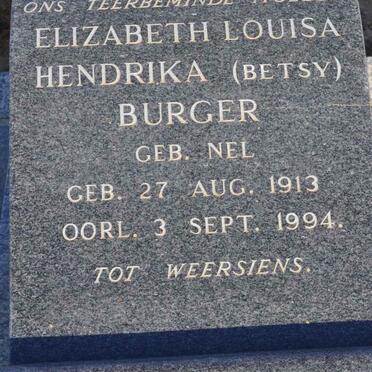 ONS TEERBEMINDE
ELIZABETH LOUISA
HENDRIKA (BETSY)
BURGER
GEB. NEL
GEB. 27 AUG. 1913
OORL. 3 SEPT. 1994.
TOT WEERSIENS.